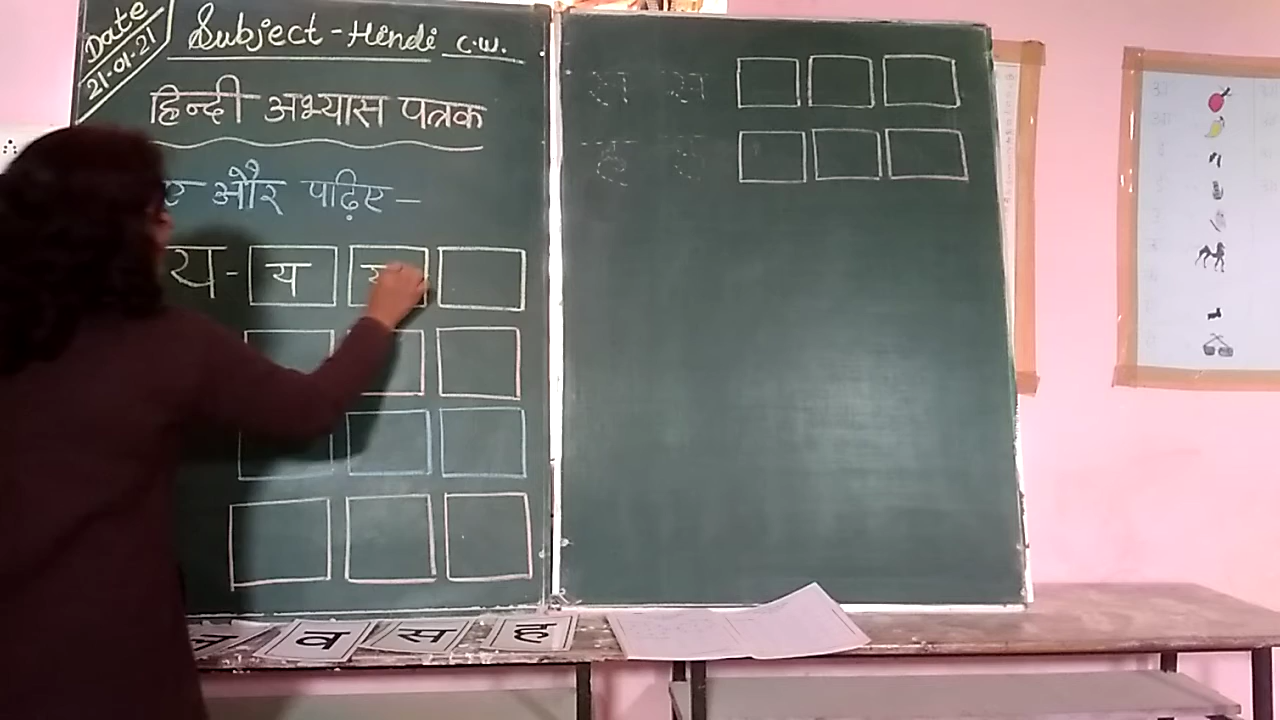 Date
21-01-21
Subject - Hindi C.W.
हिन्दी अभ्यास पत्रक
और पढ़िए -
य - य य
स स
ह ह
व स ह